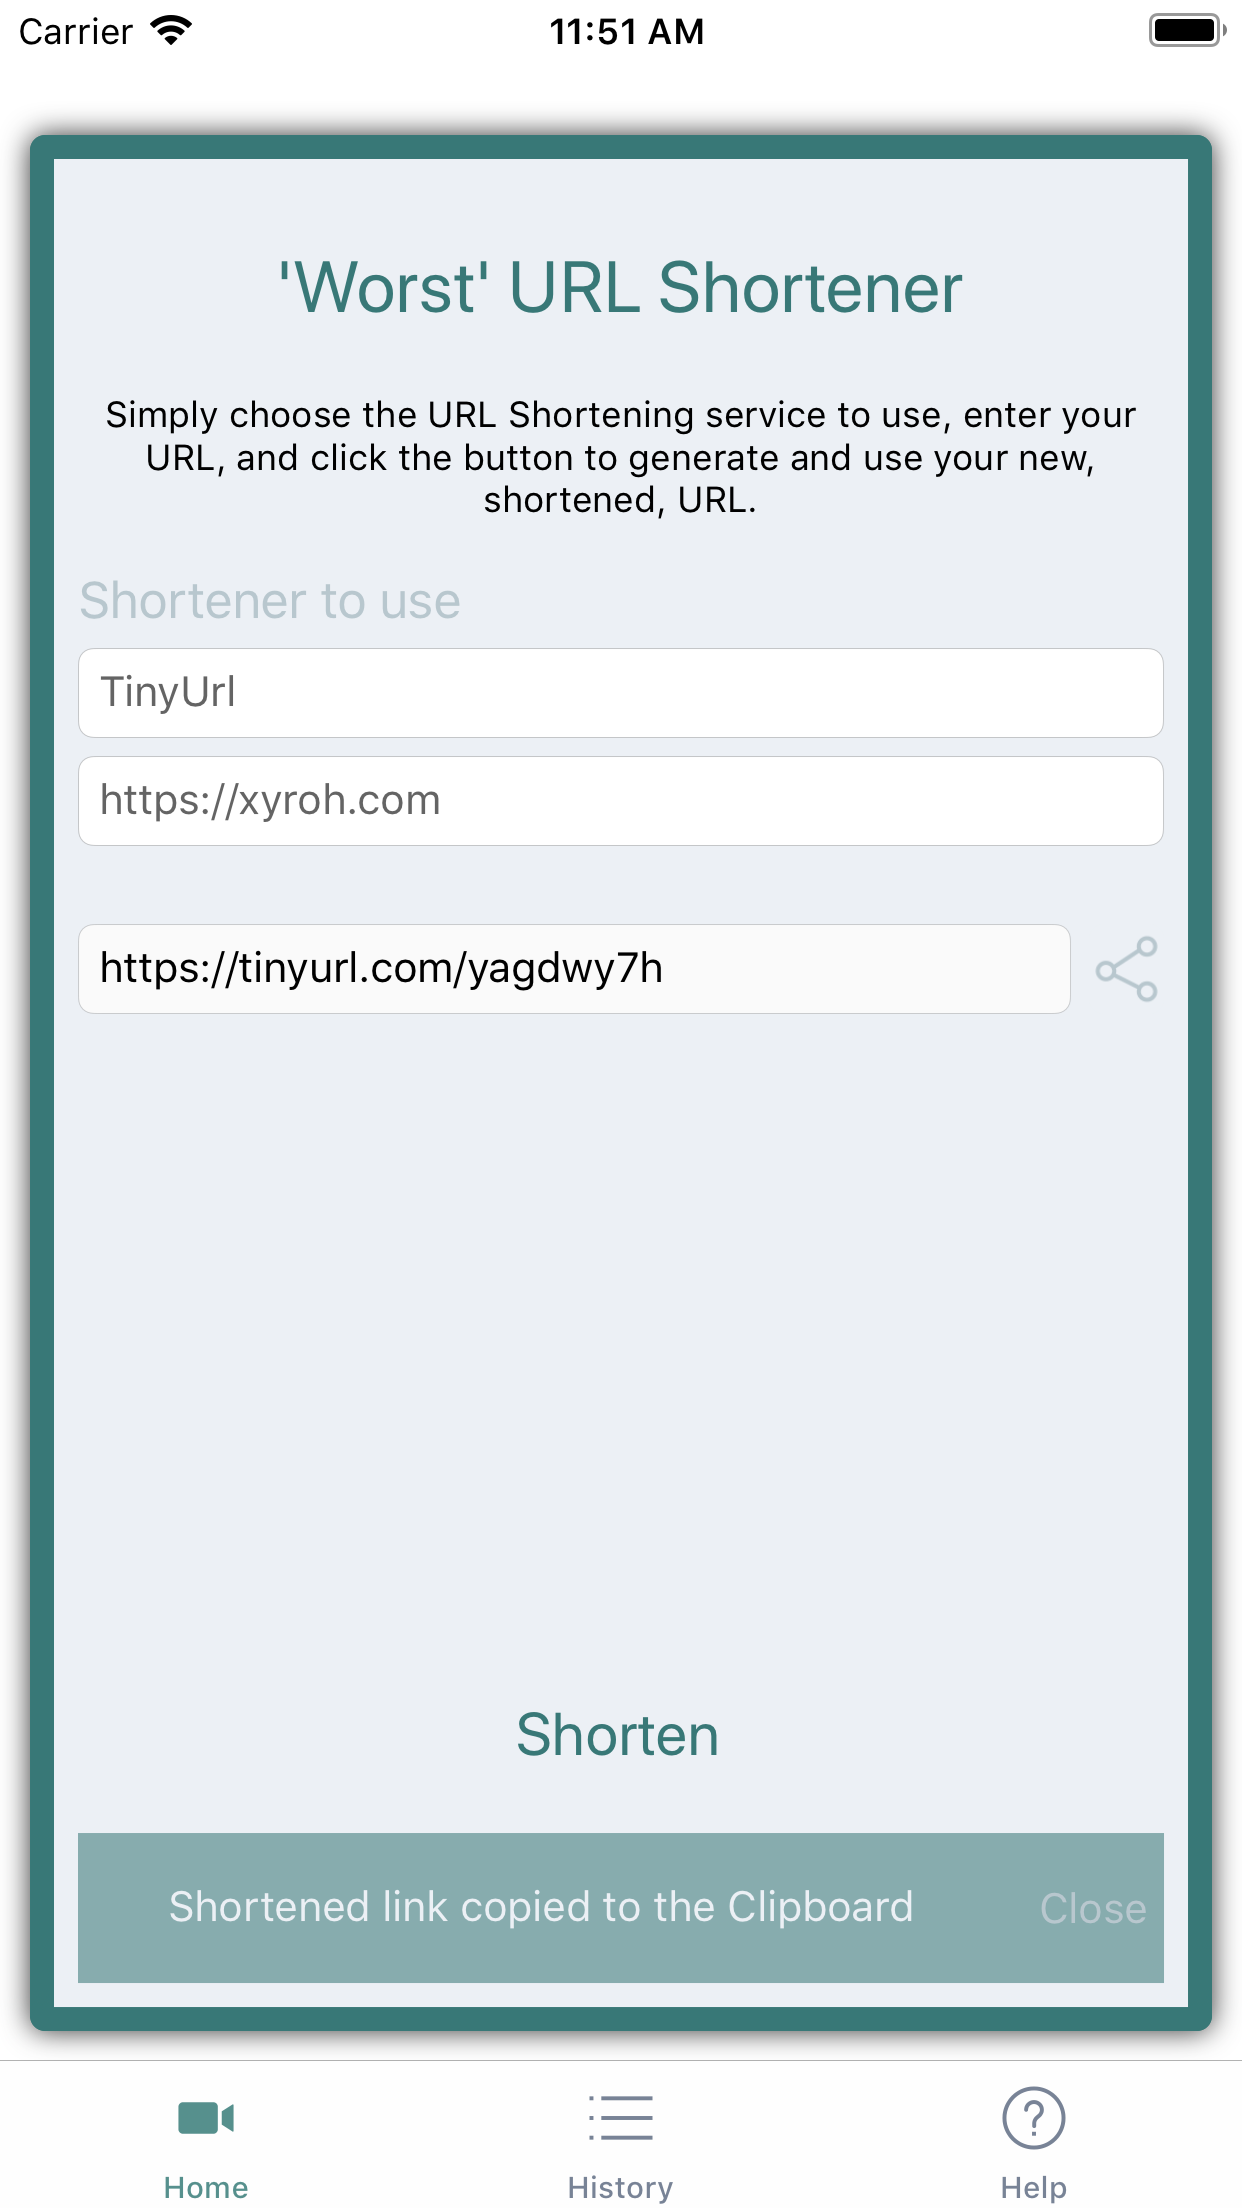 Carrier 11:51 AM
'Worst' URL Shortener
Simply choose the URL Shortening service to use, enter your
URL, and click the button to generate and use your new,
shortened, URL.
Shortener to use
TinyUrl
https://xyroh.com
https://tinyurl.com/yagdwy7h
Shorten
Shortened link copied to the Clipboard Close
Home History Help